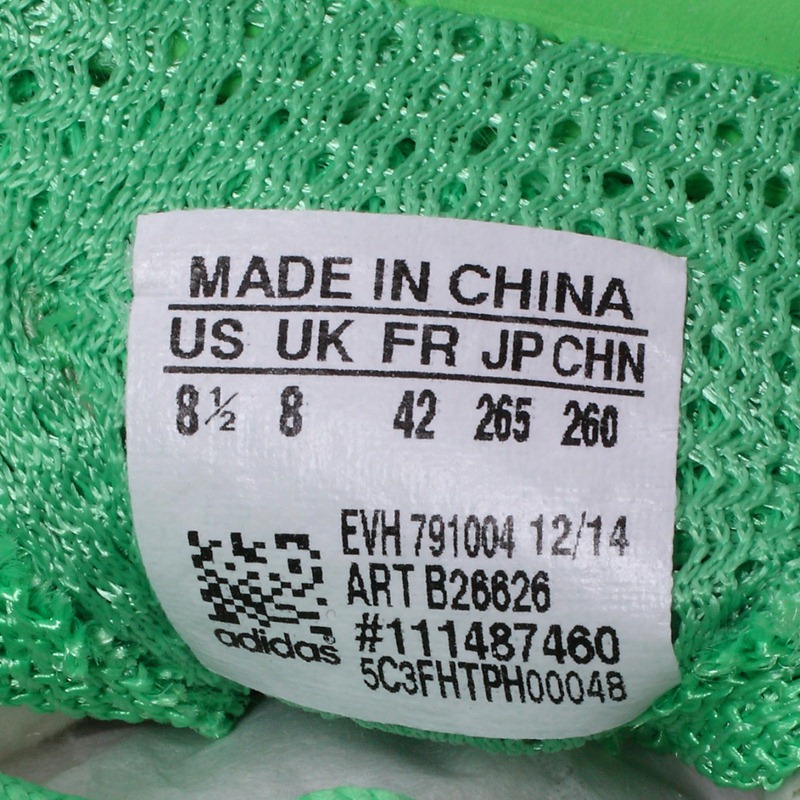 MADE IN CHINA
US UK FR JP CHN
8½ 8 42 265 260
EVH 791004 12/14
ART B26626
#111487460
adidas
5C3FHTPH00048